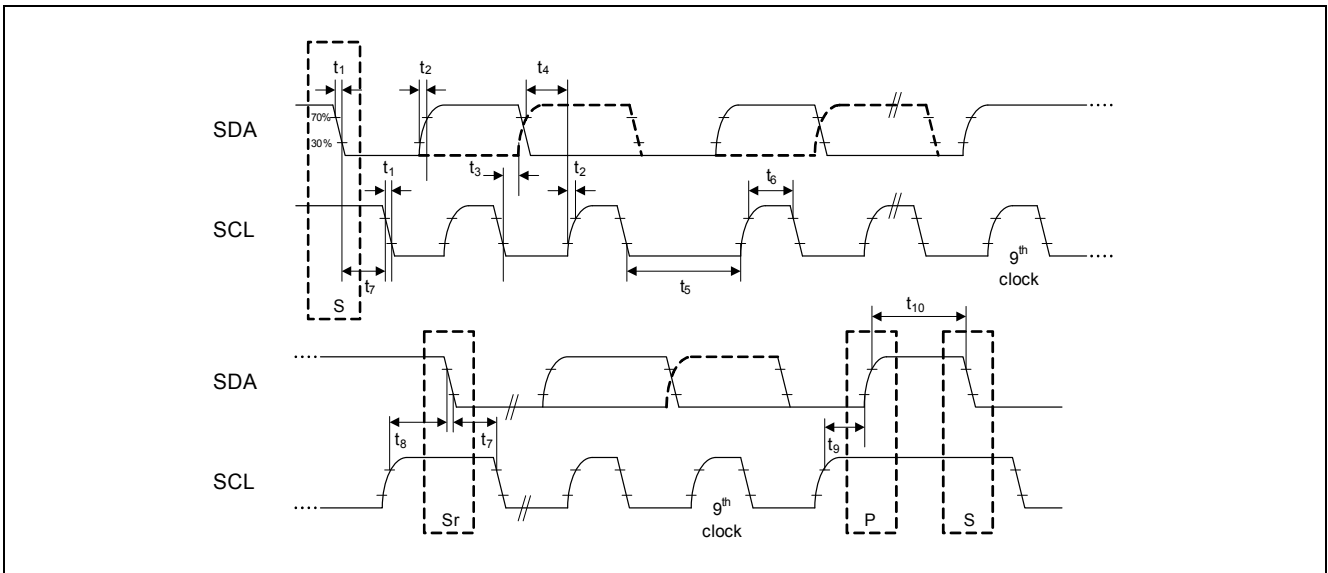 t1 t2 t4
70%
SDA
30%
t1 t3 t2 t6
SCL
9th
clock
t7 t5
S
t10
SDA
t8 t7 t9
SCL
9th
clock
Sr P S